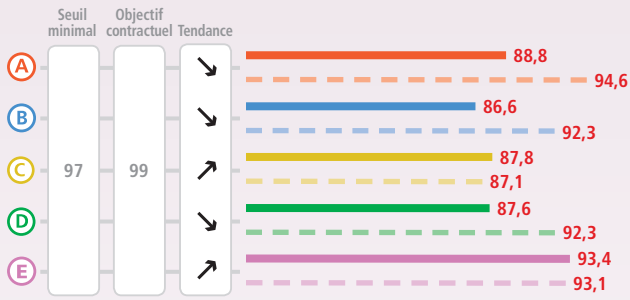 Seuil minimal
Objectif contractuel
Tendance
A
88,8
94,6
B
86,6
92,3
C
97
99
87,8
87,1
D
87,6
92,3
E
93,4
93,1